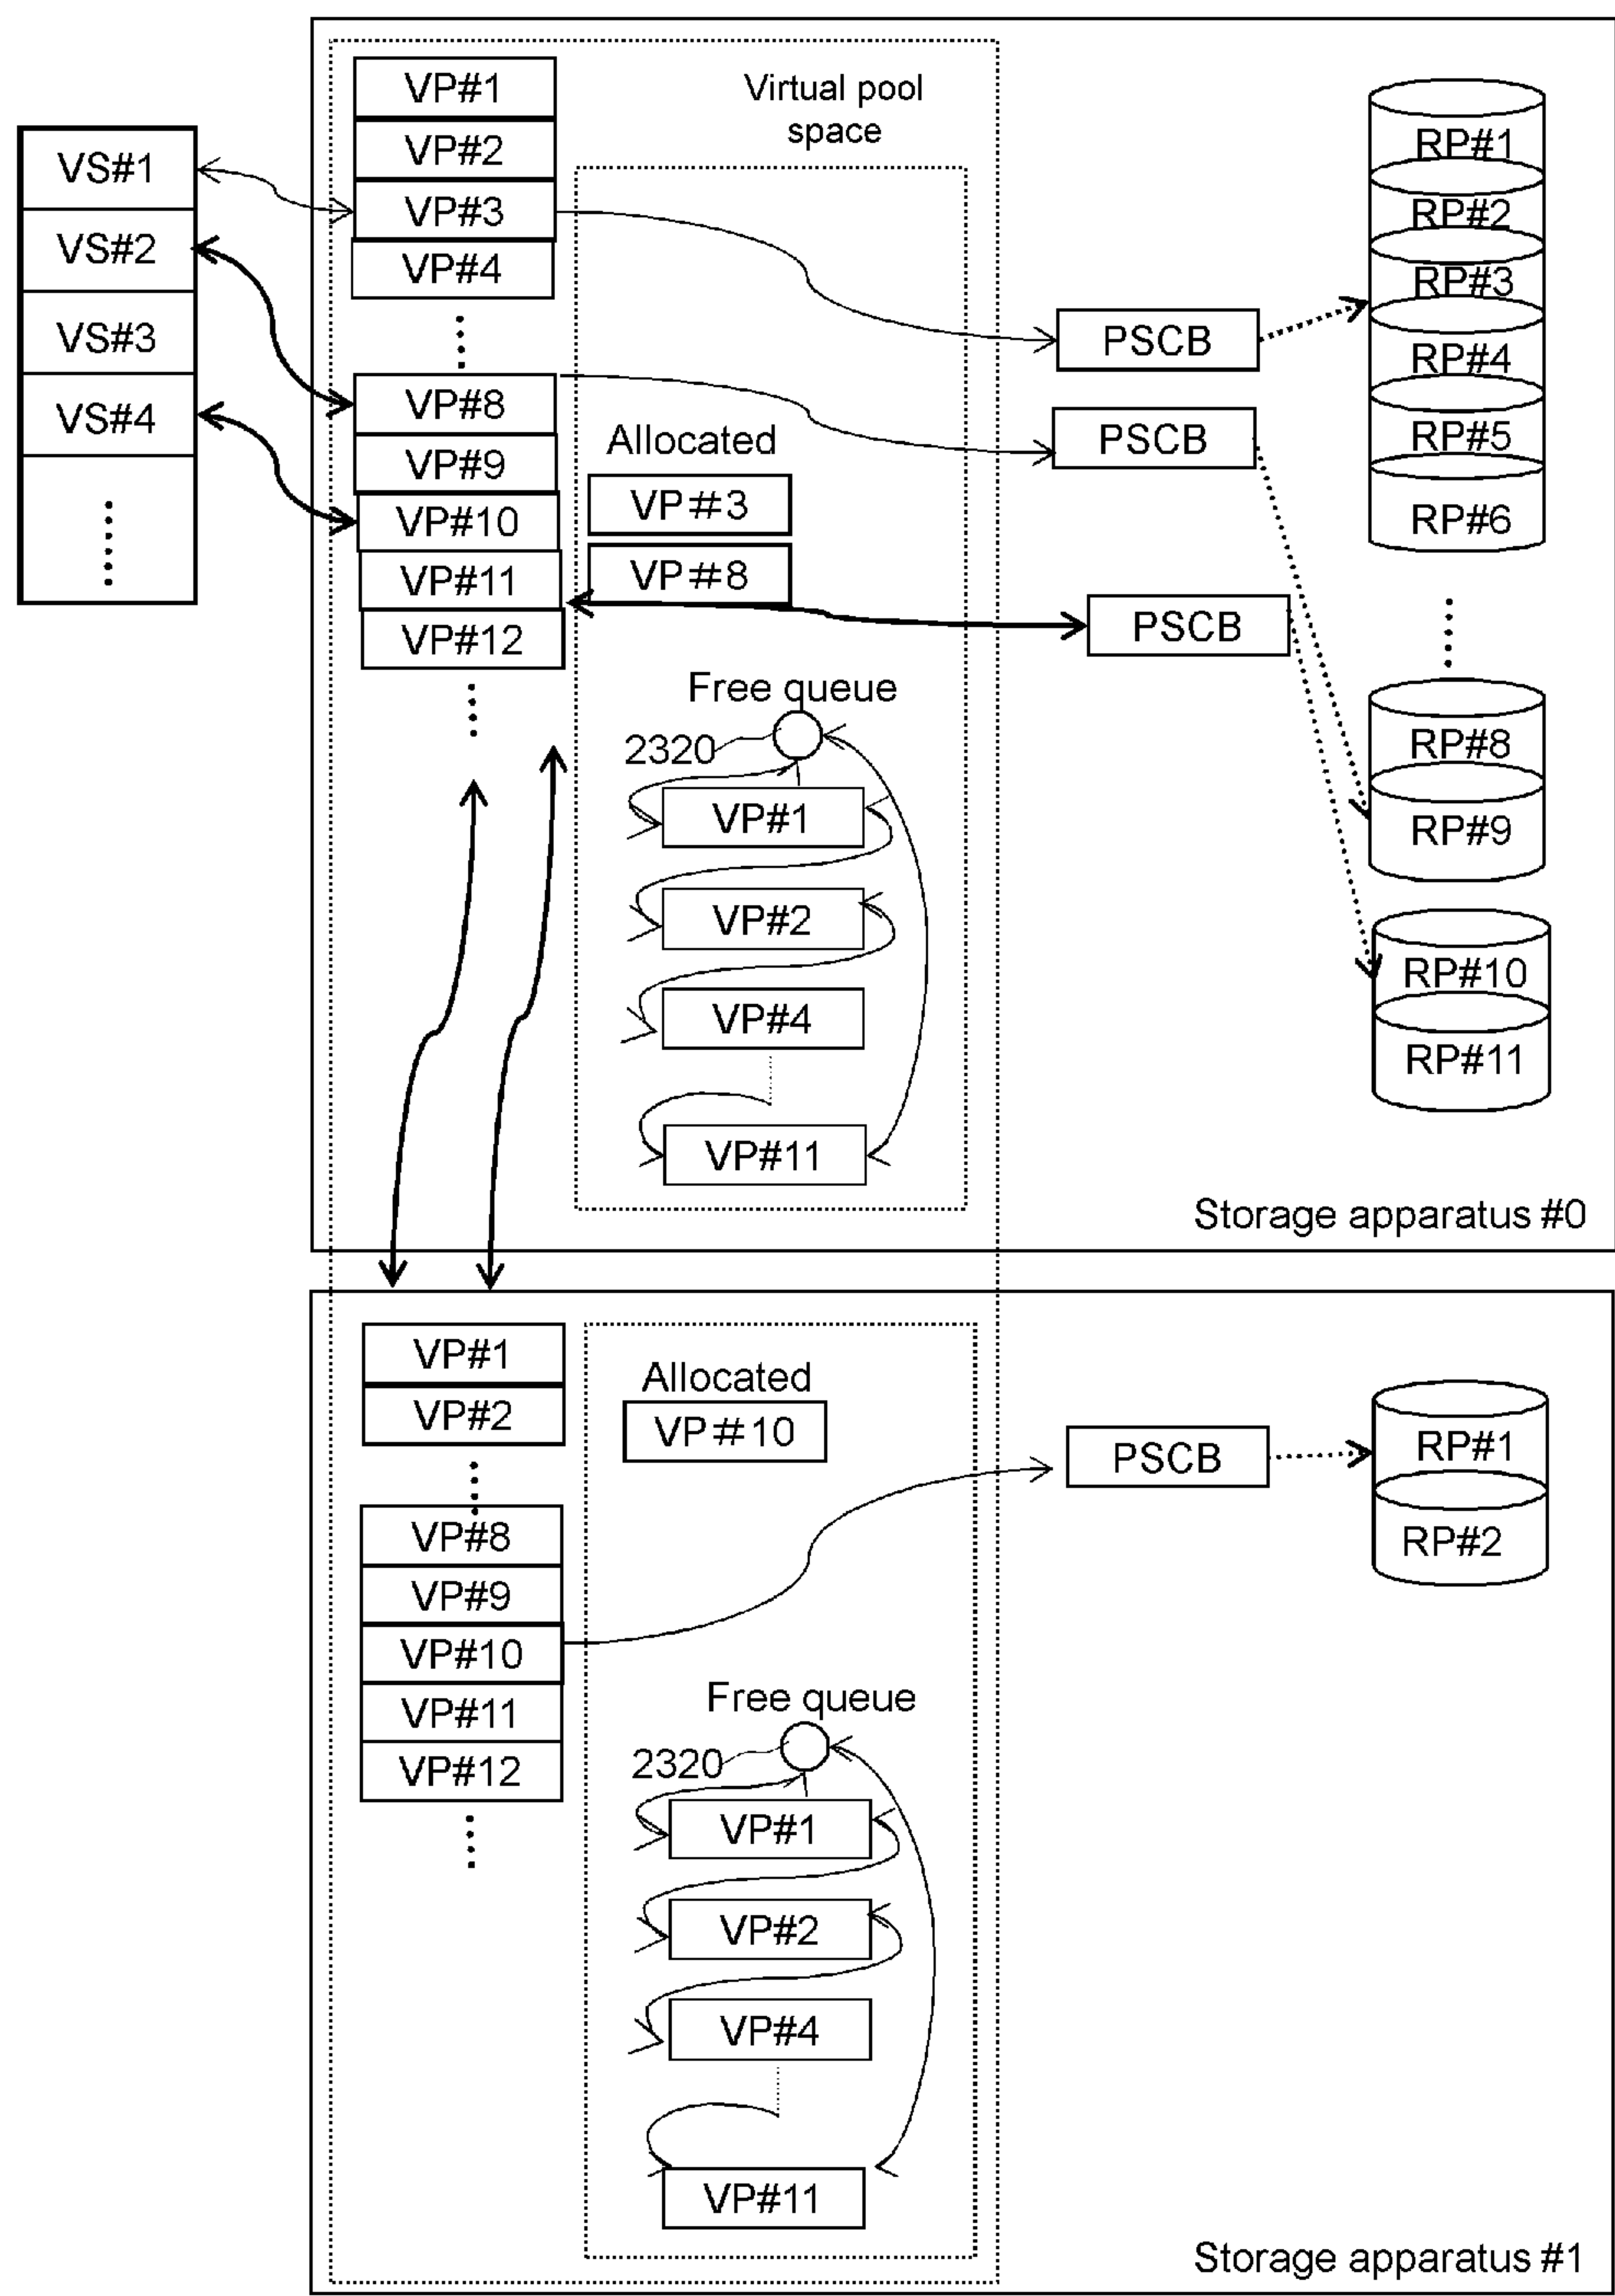 VS#1
VS#2
VS#3
VS#4
VP#1
VP#2
VP#3
VP#4
VP#8
VP#9
VP#10
VP#11
VP#12
Virtual pool
space
Allocated
VP#3
VP#8
Free queue
2320
VP#1
VP#2
VP#4
VP#11
PSCB
PSCB
PSCB
RP#1
RP#2
RP#3
RP#4
RP#5
RP#6
RP#8
RP#9
RP#10
RP#11
Storage apparatus #0
VP#1
VP#2
VP#8
VP#9
VP#10
VP#11
VP#12
Allocated
VP#10
Free queue
2320
VP#1
VP#2
VP#4
VP#11
PSCB
RP#1
RP#2
Storage apparatus #1